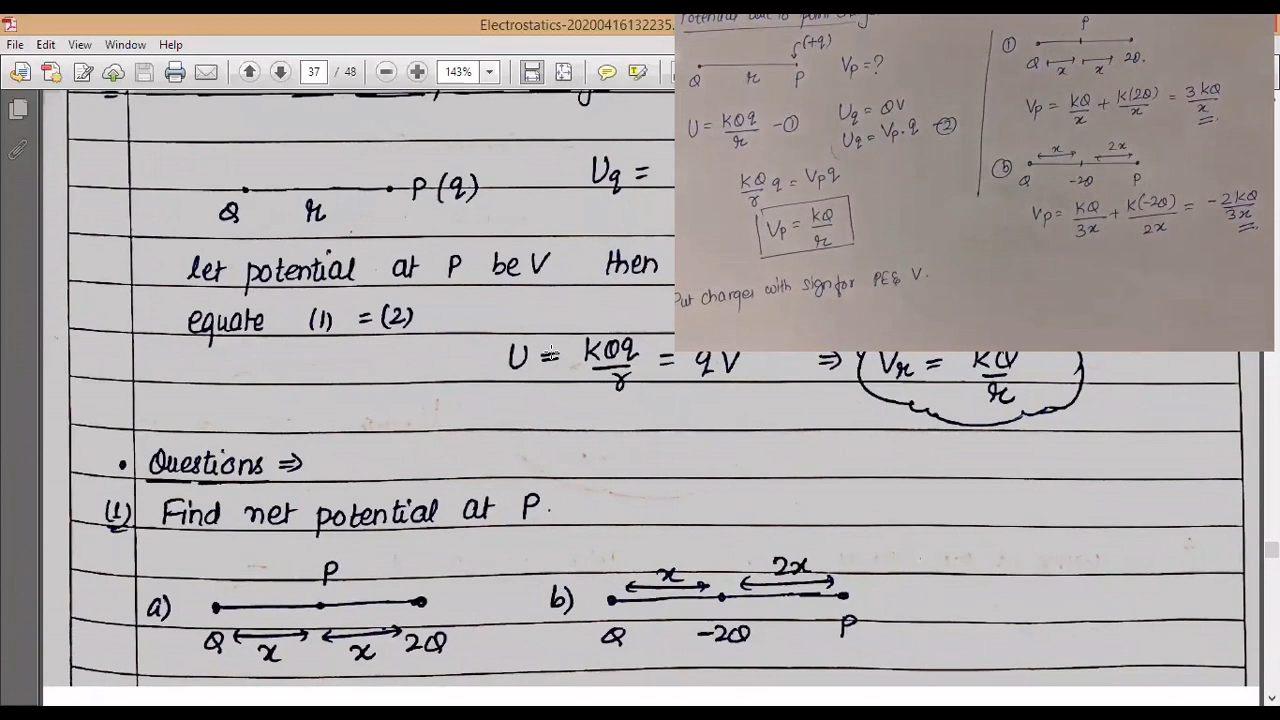 Electrostatics-20200416132235.
File Edit View Window Help
37 / 48 143%
Q r P(q) Uq =
let potential at P be V then
equate (1) = (2)
U = kQq/r = qV ⇒ Vr = kQ/r
• Questions ⇒
(1) Find net potential at P.
a) P
Q x x 2Q
b) x 2x
Q -2Q P
(+q)
Q r P Vp = ?
U = kQq/r -① Uq = QV
Uq = Vp.q -②
kQ/r q = Vpq
Vp = kQ/r
Put charges with sign for PE & V.
① P
Q x x 2Q.
Vp = kQ/x + k(2Q)/x = 3kQ/x
ⓑ x 2x
Q -2Q P
Vp = kQ/3x + k(-2Q)/2x = -2kQ/3x